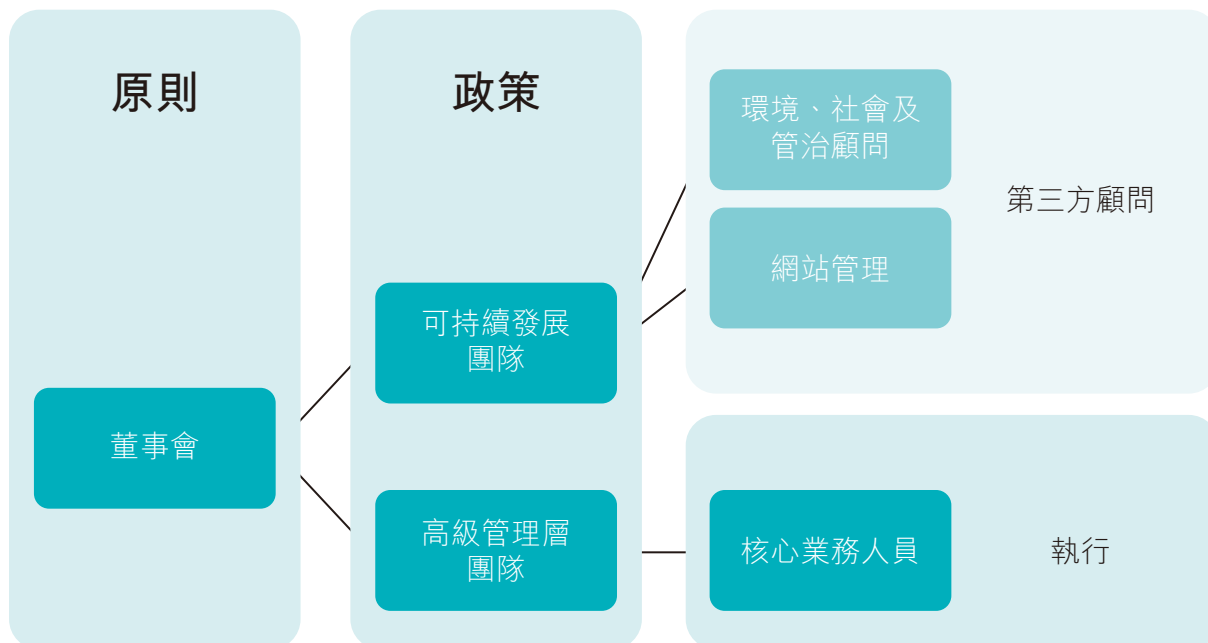 原則
董事會
政策
可持續發展
團隊
高級管理層
團隊
環境、社會及
管治顧問
網站管理
第三方顧問
核心業務人員
執行